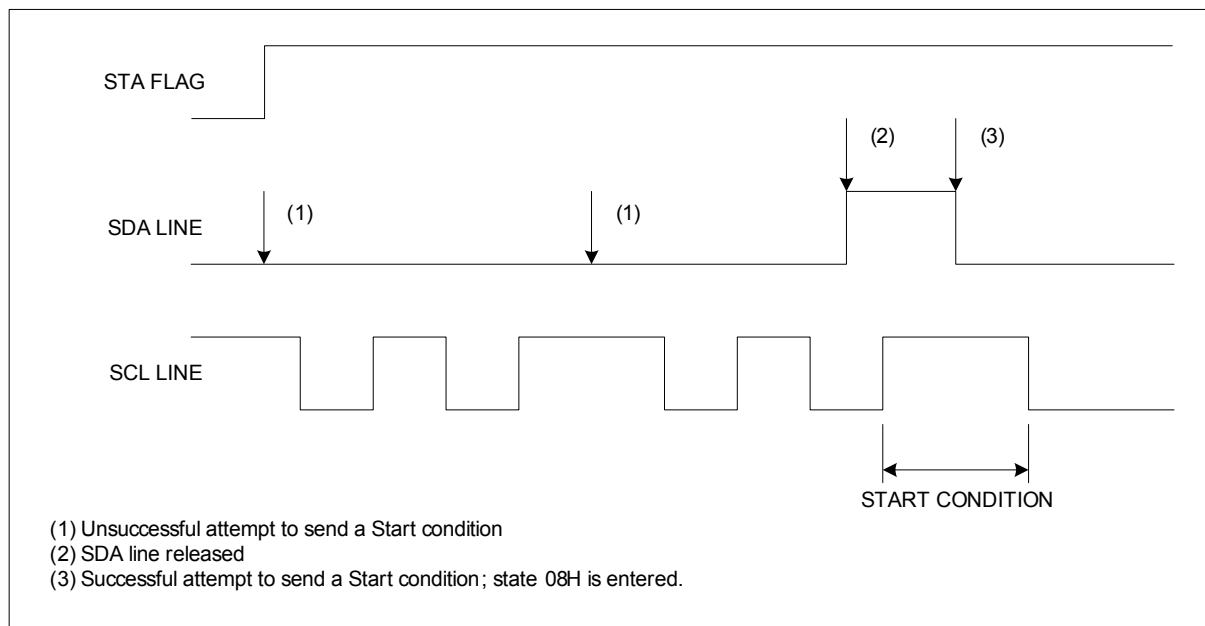 STA FLAG
(2)
(3)
SDA LINE
(1)
(1)
SCL LINE
START CONDITION
(1) Unsuccessful attempt to send a Start condition
(2) SDA line released
(3) Successful attempt to send a Start condition; state 08H is entered.